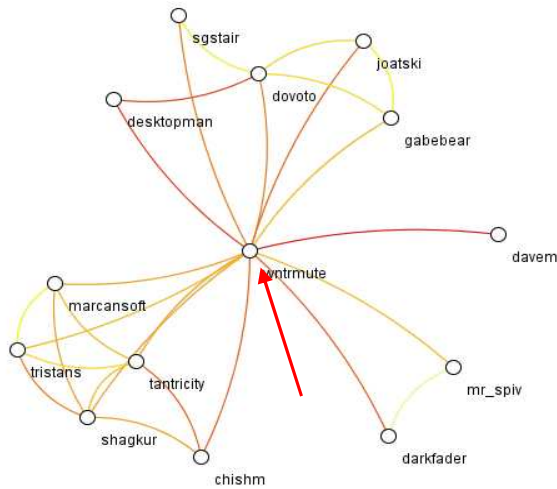 sgstair
joatski
dovoto
desktopman
gabebear
wntrmute
davem
marcansoft
tristans
tantricity
mr_spiv
shagkur
darkfader
chishm